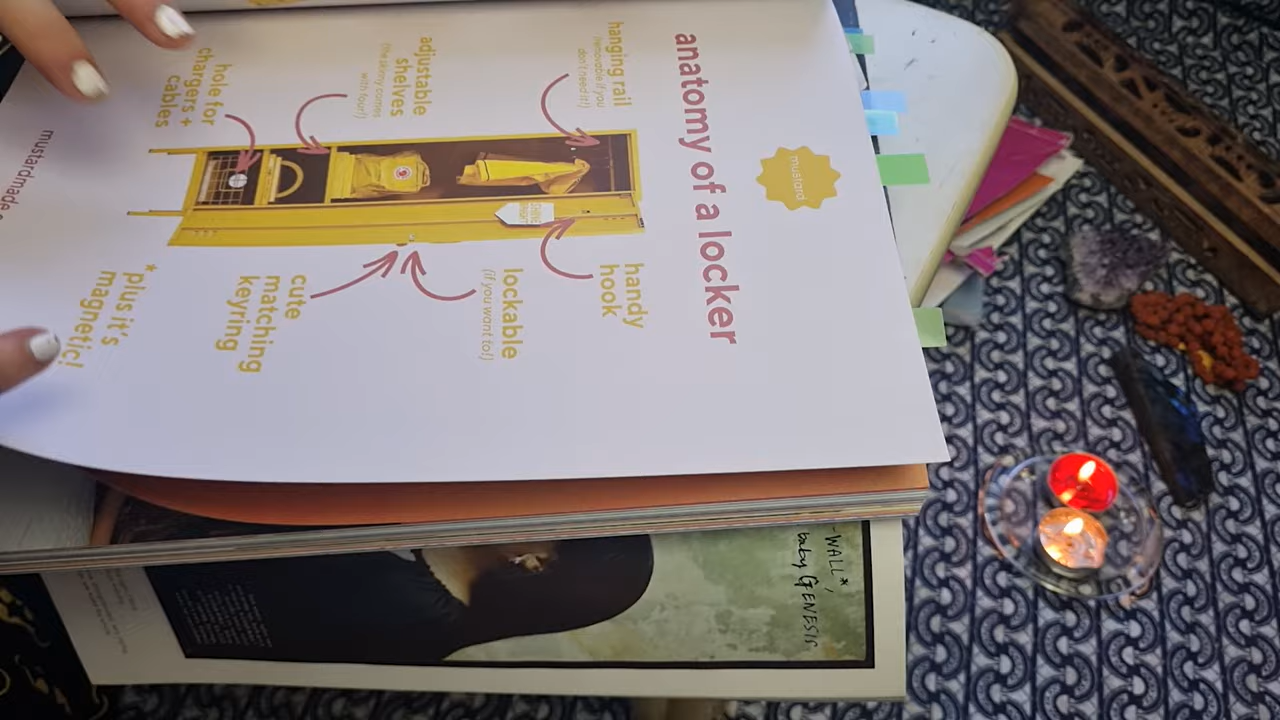 mustard
anatomy of a locker
hanging rail
(removable if you
don't need it!)
adjustable
shelves
(the skinny comes
with four!)
hole for
chargers +
cables
handy
hook
lockable
(if you want to!)
cute
matching
keyring
*plus it's
magnetic!
mustardmade
WALL*,
baby GENESIS